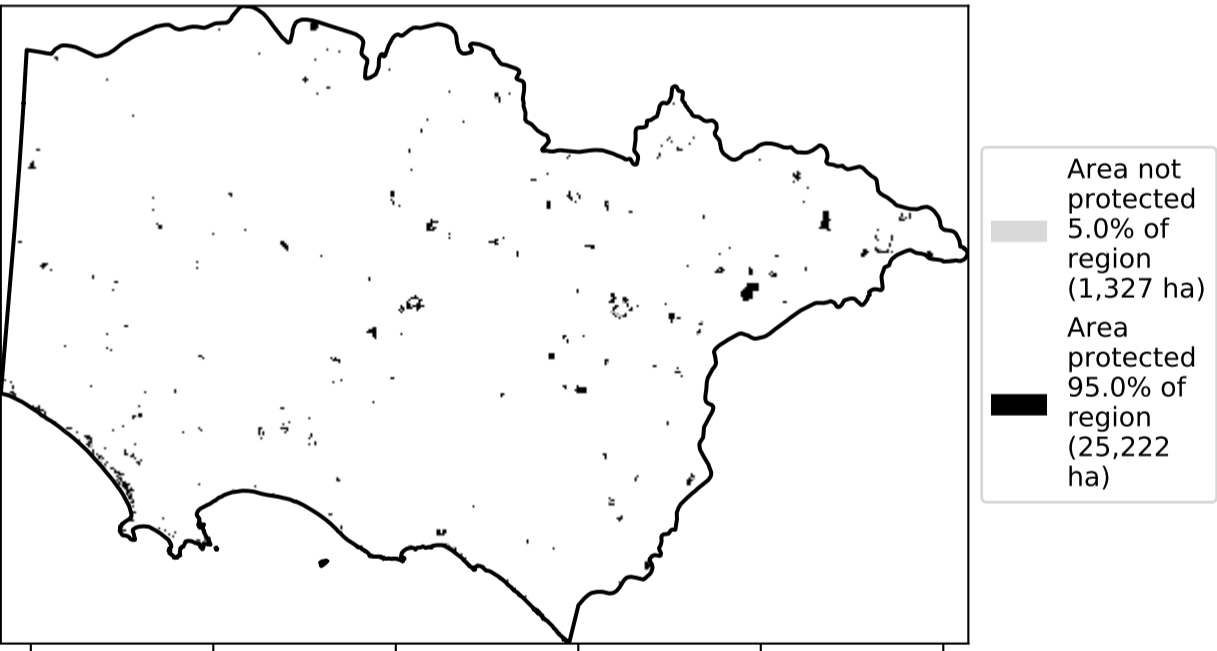 Area not
protected
5.0% of
region
(1,327 ha)
Area
protected
95.0% of
region
(25,222
ha)